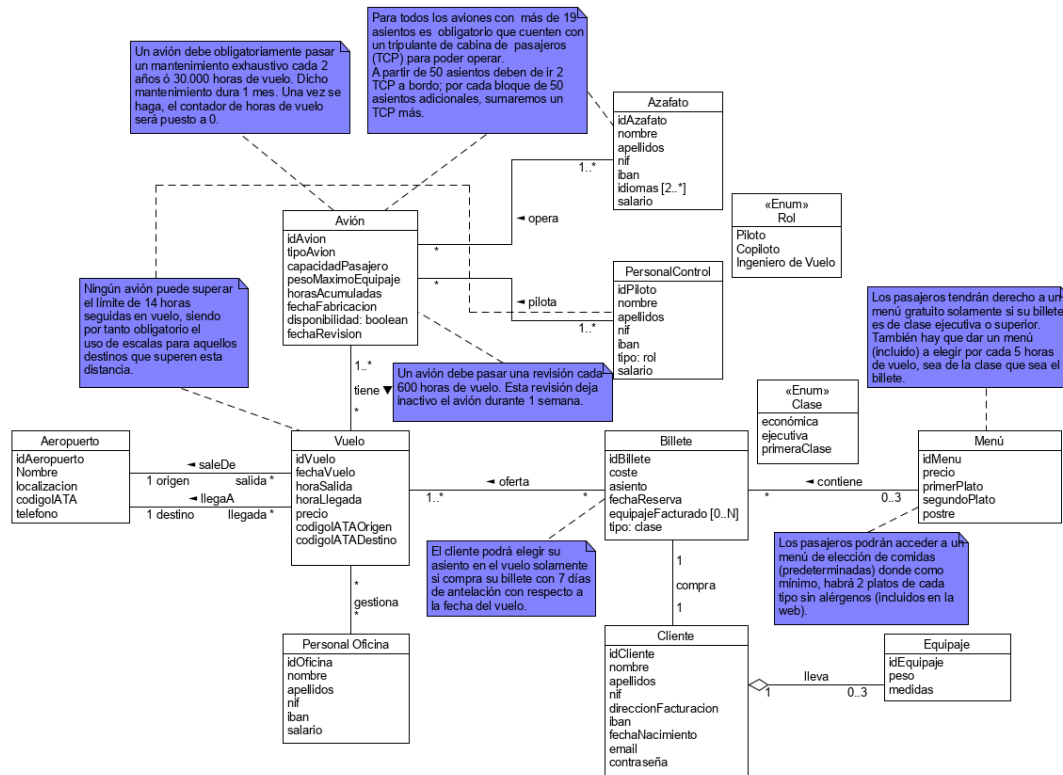 Un avión debe obligatoriamente pasar
un mantenimiento exhaustivo cada 2
años ó 30.000 horas de vuelo. Dicho
mantenimiento dura 1 mes. Una vez se
haga, el contador de horas de vuelo
será puesto a 0.
Para todos los aviones con más de 19
asientos es obligatorio que cuenten con
un tripulante de cabina de pasajeros
(TCP) para poder operar.
A partir de 50 asientos deben de ir 2
TCP a bordo; por cada bloque de 50
asientos adicionales, sumaremos un
TCP más.
Azafato
idAzafato
nombre
apellidos
nif
iban
idiomas [2..*]
salario
1..*
◄ opera
*
«Enum»
Rol
Piloto
Copiloto
Ingeniero de Vuelo
Avión
idAvion
tipoAvion
capacidadPasajero
pesoMaximoEquipaje
horasAcumuladas
fechaFabricacion
disponibilidad: boolean
fechaRevision
*
◄ pilota
1..*
PersonalControl
idPiloto
nombre
apellidos
nif
iban
tipo: rol
salario
Ningún avión puede superar
el límite de 14 horas
seguidas en vuelo, siendo
por tanto obligatorio el
uso de escalas para aquellos
destinos que superen esta
distancia.
Los pasajeros tendrán derecho a un
menú gratuito solamente si su billete
es de clase ejecutiva o superior.
También hay que dar un menú
(incluido) a elegir por cada 5 horas
de vuelo, sea de la clase que sea el
billete.
1..*
tiene ▼
*
Un avión debe pasar una revisión cada
600 horas de vuelo. Esta revisión deja
inactivo el avión durante 1 semana.
«Enum»
Clase
económica
ejecutiva
primeraClase
Aeropuerto
idAeropuerto
Nombre
localizacion
codigoIATA
telefono
◄ saleDe
1 origen
salida *
◄ llegaA
1 destino
llegada *
Vuelo
idVuelo
fechaVuelo
horaSalida
horaLlegada
precio
codigoIATAOrigen
codigoIATADestino
◄ oferta
1..*
*
Billete
idBillete
coste
asiento
fechaReserva
equipajeFacturado [0..N]
tipo: clase
◄ contiene
*
0..3
Menú
idMenu
precio
primerPlato
segundoPlato
postre
El cliente podrá elegir su
asiento en el vuelo solamente
si compra su billete con 7 días
de antelación con respecto a
la fecha del vuelo.
Los pasajeros podrán acceder a un
menú de elección de comidas
(predeterminadas) donde como
mínimo, habrá 2 platos de cada
tipo sin alérgenos (incluidos en la
web).
*
gestiona
*
1
compra
1
Personal Oficina
idOficina
nombre
apellidos
nif
iban
salario
Cliente
idCliente
nombre
apellidos
nif
direccionFacturacion
iban
fechaNacimiento
email
contraseña
lleva
1
0..3
Equipaje
idEquipaje
peso
medidas